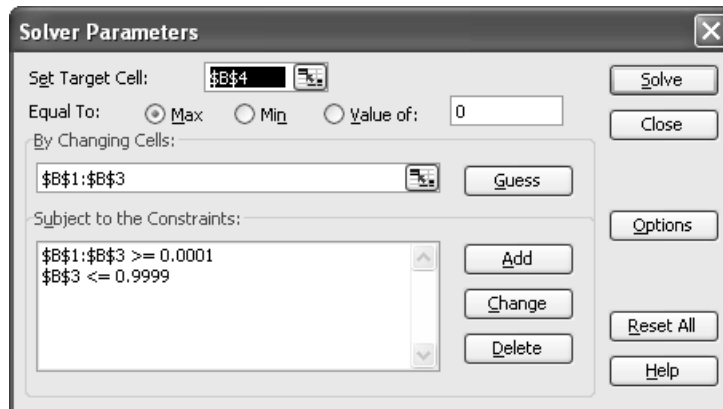 Solver Parameters
Set Target Cell: $B$4 Solve
Equal To: Max Min Value of: 0 Close
By Changing Cells:
$B$1:$B$3 Guess
Subject to the Constraints: Options
$B$1:$B$3 >= 0.0001 Add
$B$3 <= 0.9999
Change
Reset All
Delete
Help